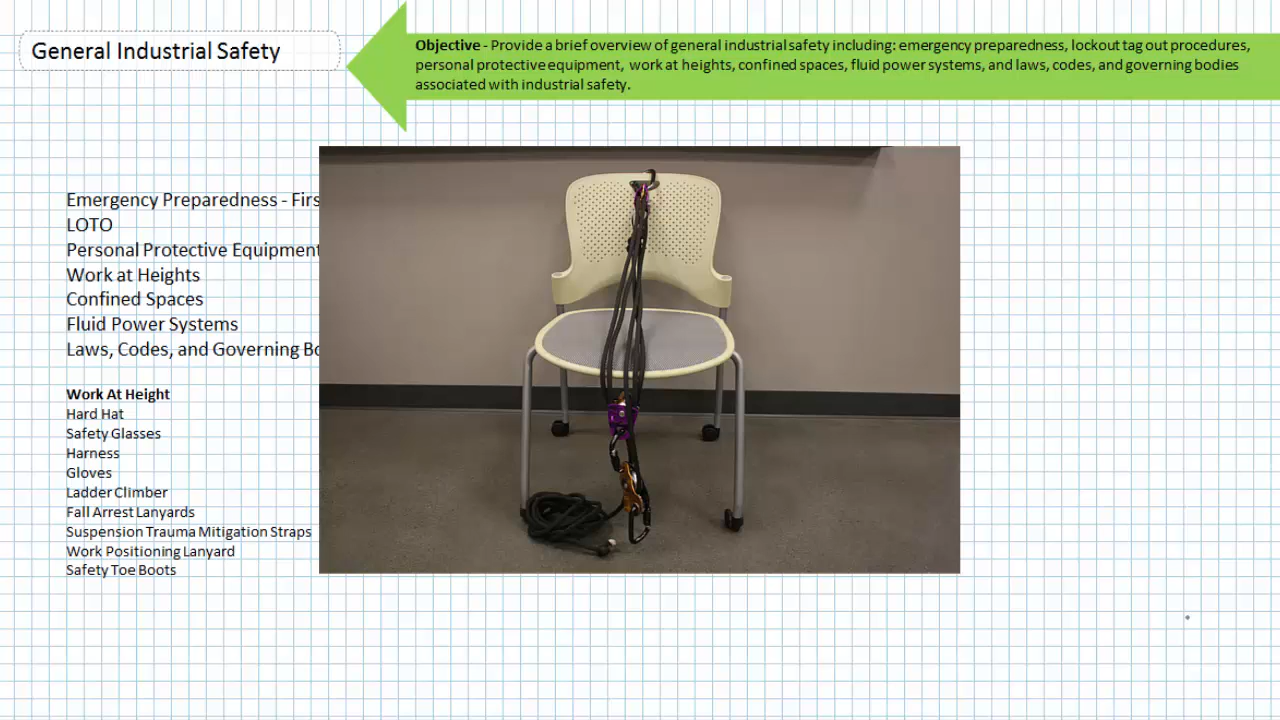 General Industrial Safety
Objective - Provide a brief overview of general industrial safety including: emergency preparedness, lockout tag out procedures,
personal protective equipment, work at heights, confined spaces, fluid power systems, and laws, codes, and governing bodies
associated with industrial safety.
Emergency Preparedness - Firs
LOTO
Personal Protective Equipment
Work at Heights
Confined Spaces
Fluid Power Systems
Laws, Codes, and Governing Bo
Work At Height
Hard Hat
Safety Glasses
Harness
Gloves
Ladder Climber
Fall Arrest Lanyards
Suspension Trauma Mitigation Straps
Work Positioning Lanyard
Safety Toe Boots